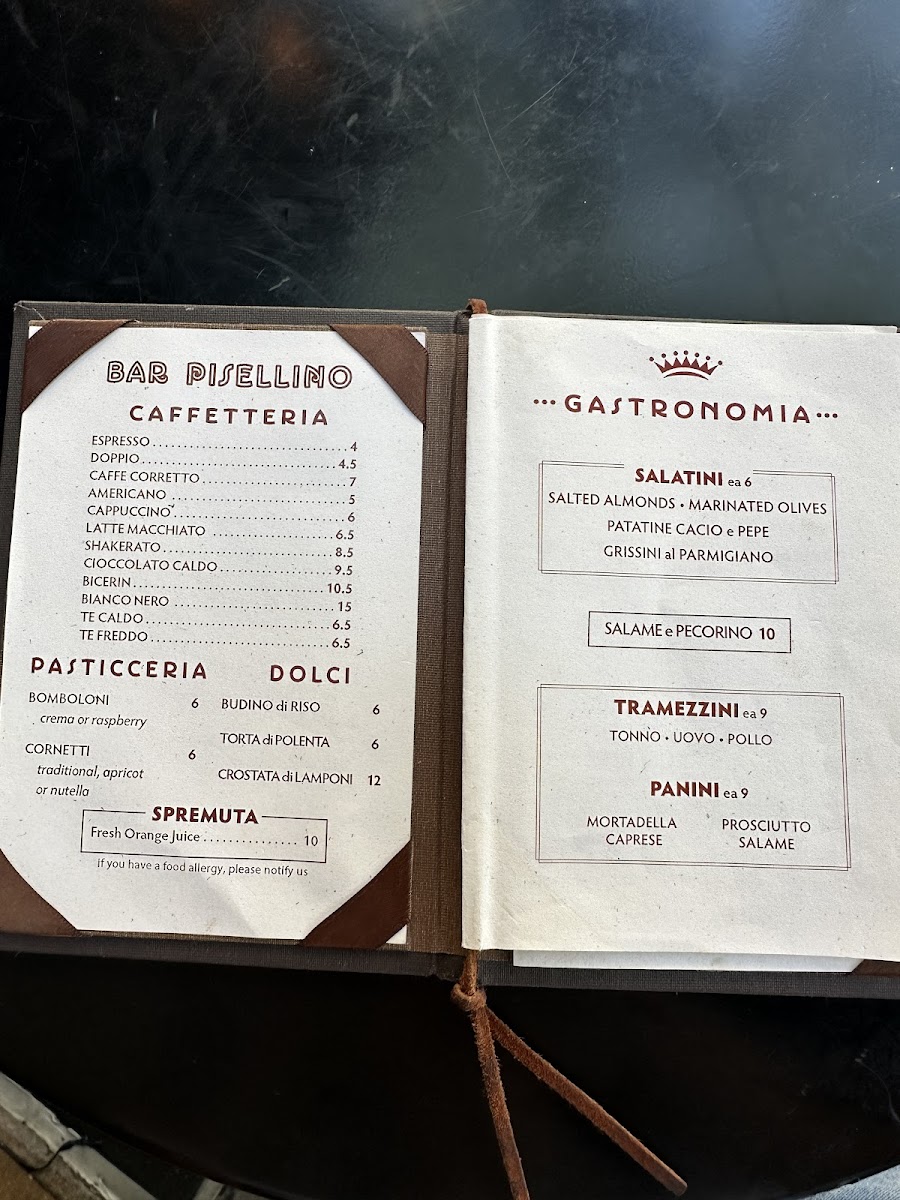 BAR PISELLINO
CAFFETTERIA
ESPRESSO 4
DOPPIO 4.5
CAFFE CORRETTO 7
AMERICANO 5
CAPPUCCINO 6
LATTE MACCHIATO 6.5
SHAKERATO 8.5
CIOCCOLATO CALDO 9.5
BICERIN 10.5
BIANCO NERO 15
TE CALDO 6.5
TE FREDDO 6.5
PASTICCERIA
BOMBOLONI 6
crema or raspberry
CORNETTI 6
traditional, apricot
or nutella
DOLCI
BUDINO di RISO 6
TORTA di POLENTA 6
CROSTATA di LAMPONI 12
SPREMUTA
Fresh Orange Juice 10
if you have a food allergy, please notify us
GASTRONOMIA
SALATINI ea 6
SALTED ALMONDS • MARINATED OLIVES
PATATINE CACIO e PEPE
GRISSINI al PARMIGIANO
SALAME e PECORINO 10
TRAMEZZINI ea 9
TONNO • UOVO • POLLO
PANINI ea 9
MORTADELLA PROSCIUTTO
CAPRESE SALAME